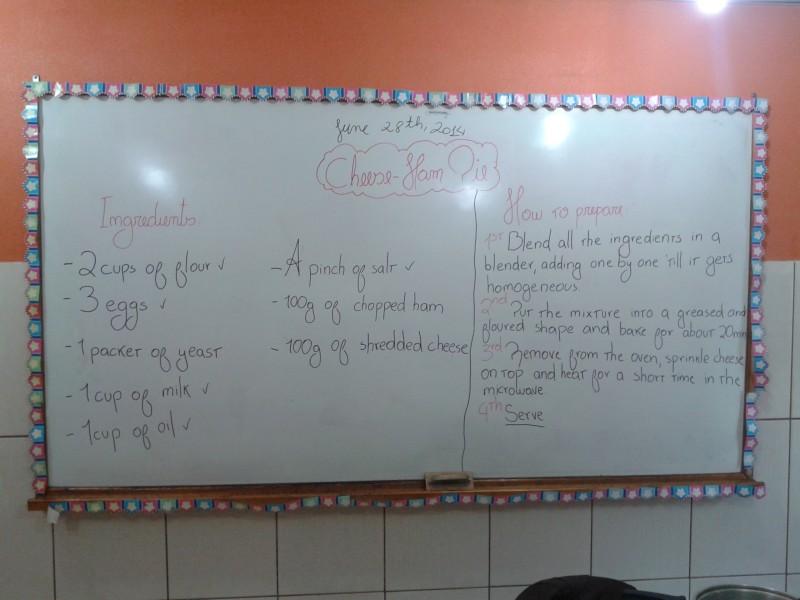 June 28th, 2014
Cheese-Ham Pie
Ingredients
- 2 cups of flour ✓
- 3 eggs ✓
- 1 packet of yeast
- 1 cup of milk ✓
- 1 cup of oil ✓
- A pinch of salt ✓
- 100g of chopped ham
- 100g of shredded cheese
How to prepare
1st Blend all the ingredients in a
blender, adding one by one 'till it gets
homogeneous.
2nd Put the mixture into a greased and
floured shape and bake for about 20min
3rd Remove from the oven, sprinkle cheese
on top and heat for a short time in the
microwave
4th Serve